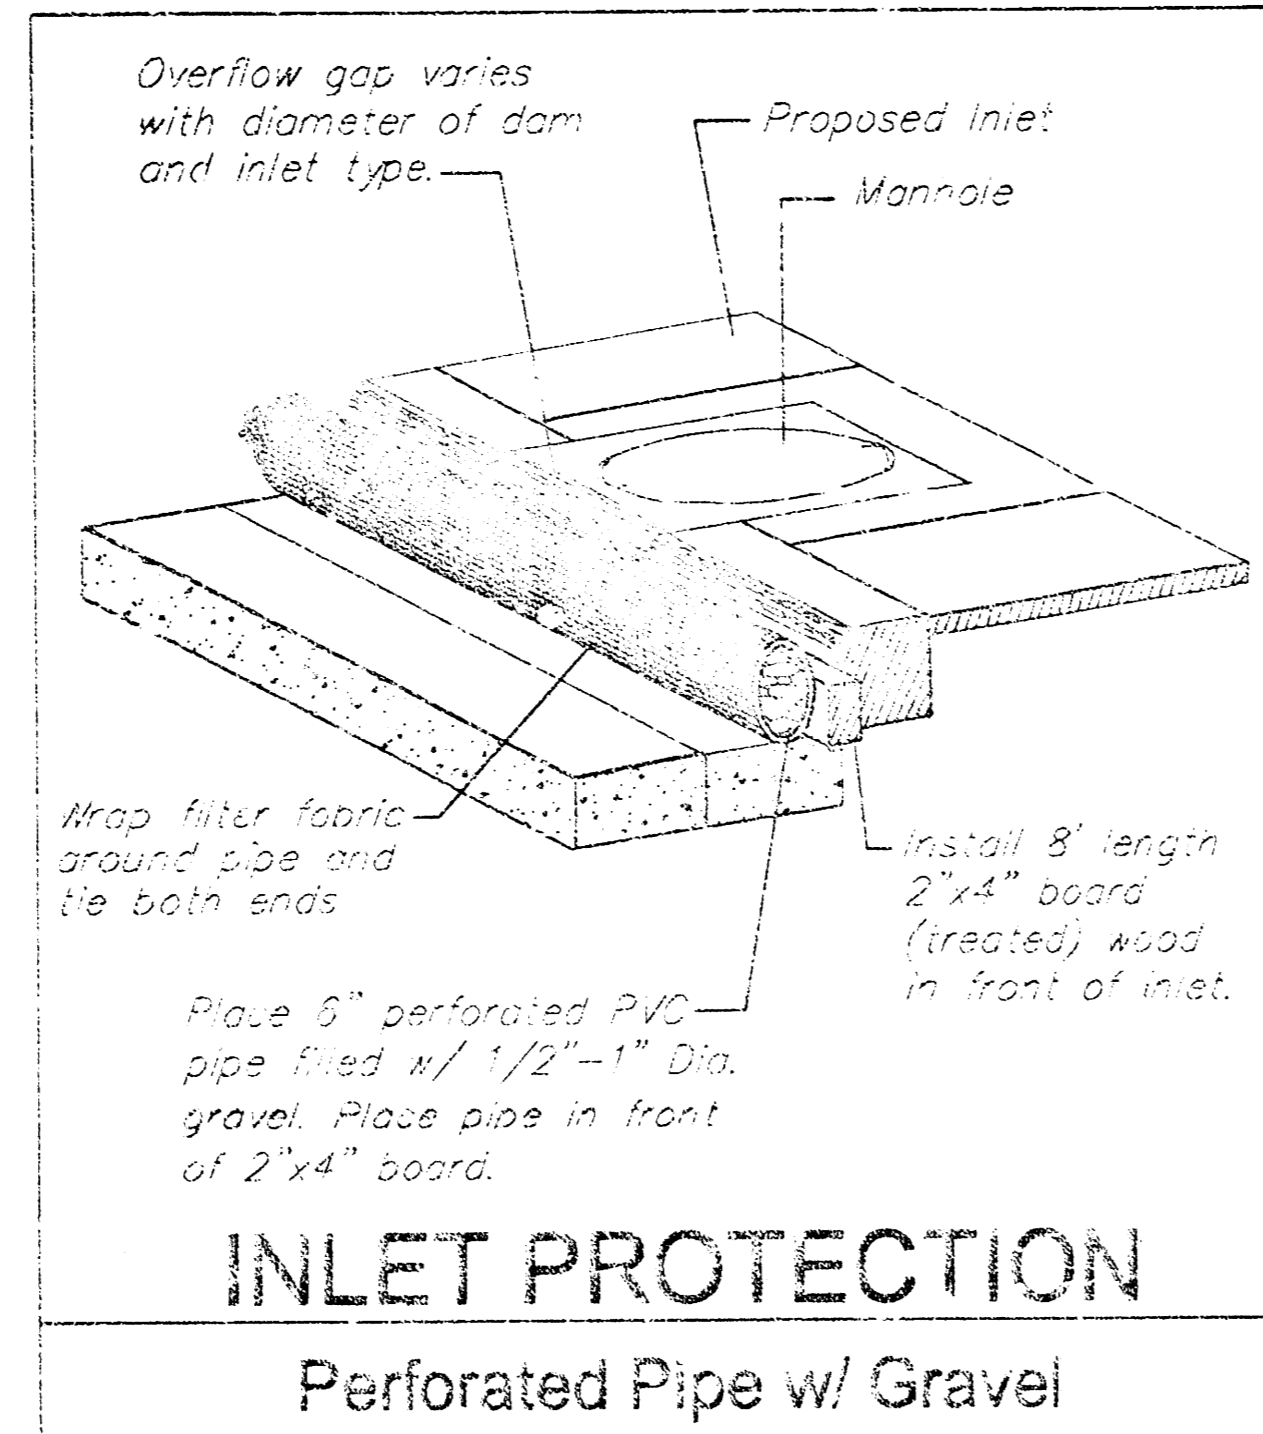 Overflow gap varies
with diameter of dam
and inlet type.
Proposed Inlet
Manhole
Wrap filter fabric
around pipe and
tie both ends
Install 8' length
2"x4" board
(treated) wood
in front of inlet.
Place 6" perforated PVC
pipe filled w/ 1/2"-1" Dia.
gravel. Place pipe in front
of 2"x4" board.
INLET PROTECTION
Perforated Pipe w/ Gravel